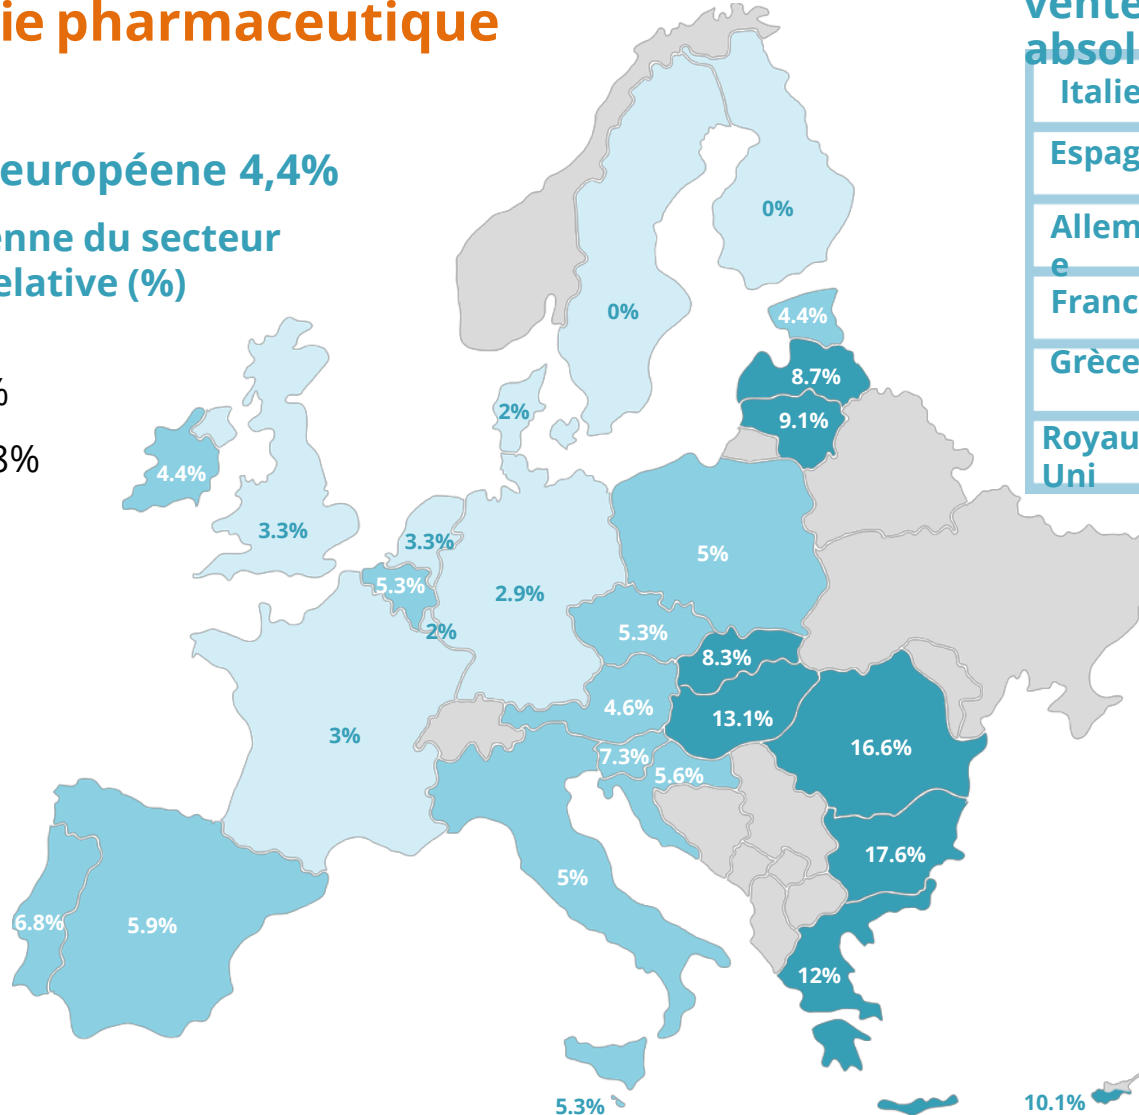 ie pharmaceutique
européene 4,4%
enne du secteur
elative (%)
%
8%
vente
absol
Italie
Espag
Allem
e
Franc
Grèce
Royau
Uni
0%
0%
4.4%
8.7%
9.1%
2%
4.4%
3.3%
3.3%
5.3%
2%
2.9%
5%
5.3%
8.3%
4.6%
13.1%
3%
7.3%
5.6%
16.6%
17.6%
5%
6.8%
5.9%
12%
5.3%
10.1%